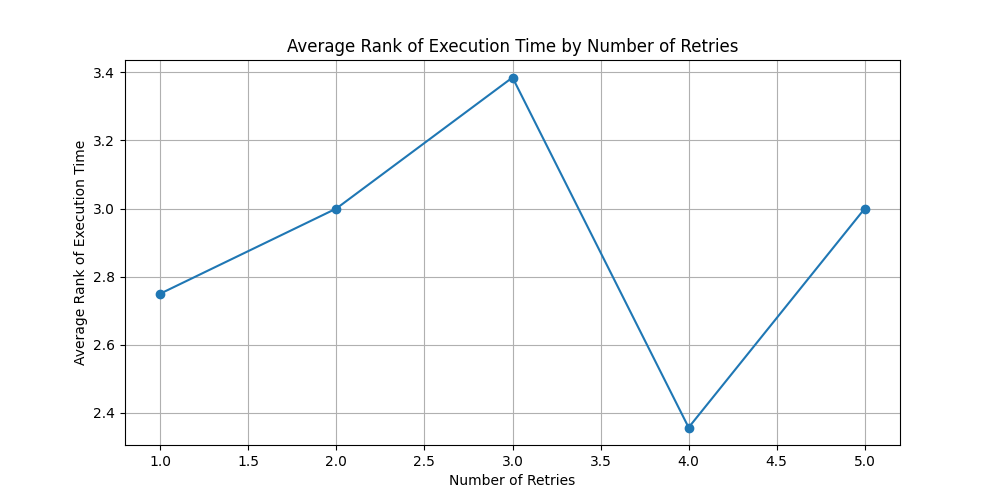 Average Rank of Execution Time by Number of Retries
Average Rank of Execution Time
3.4
3.2
3.0
2.8
2.6
2.4
1.0 1.5 2.0 2.5 3.0 3.5 4.0 4.5 5.0
Number of Retries